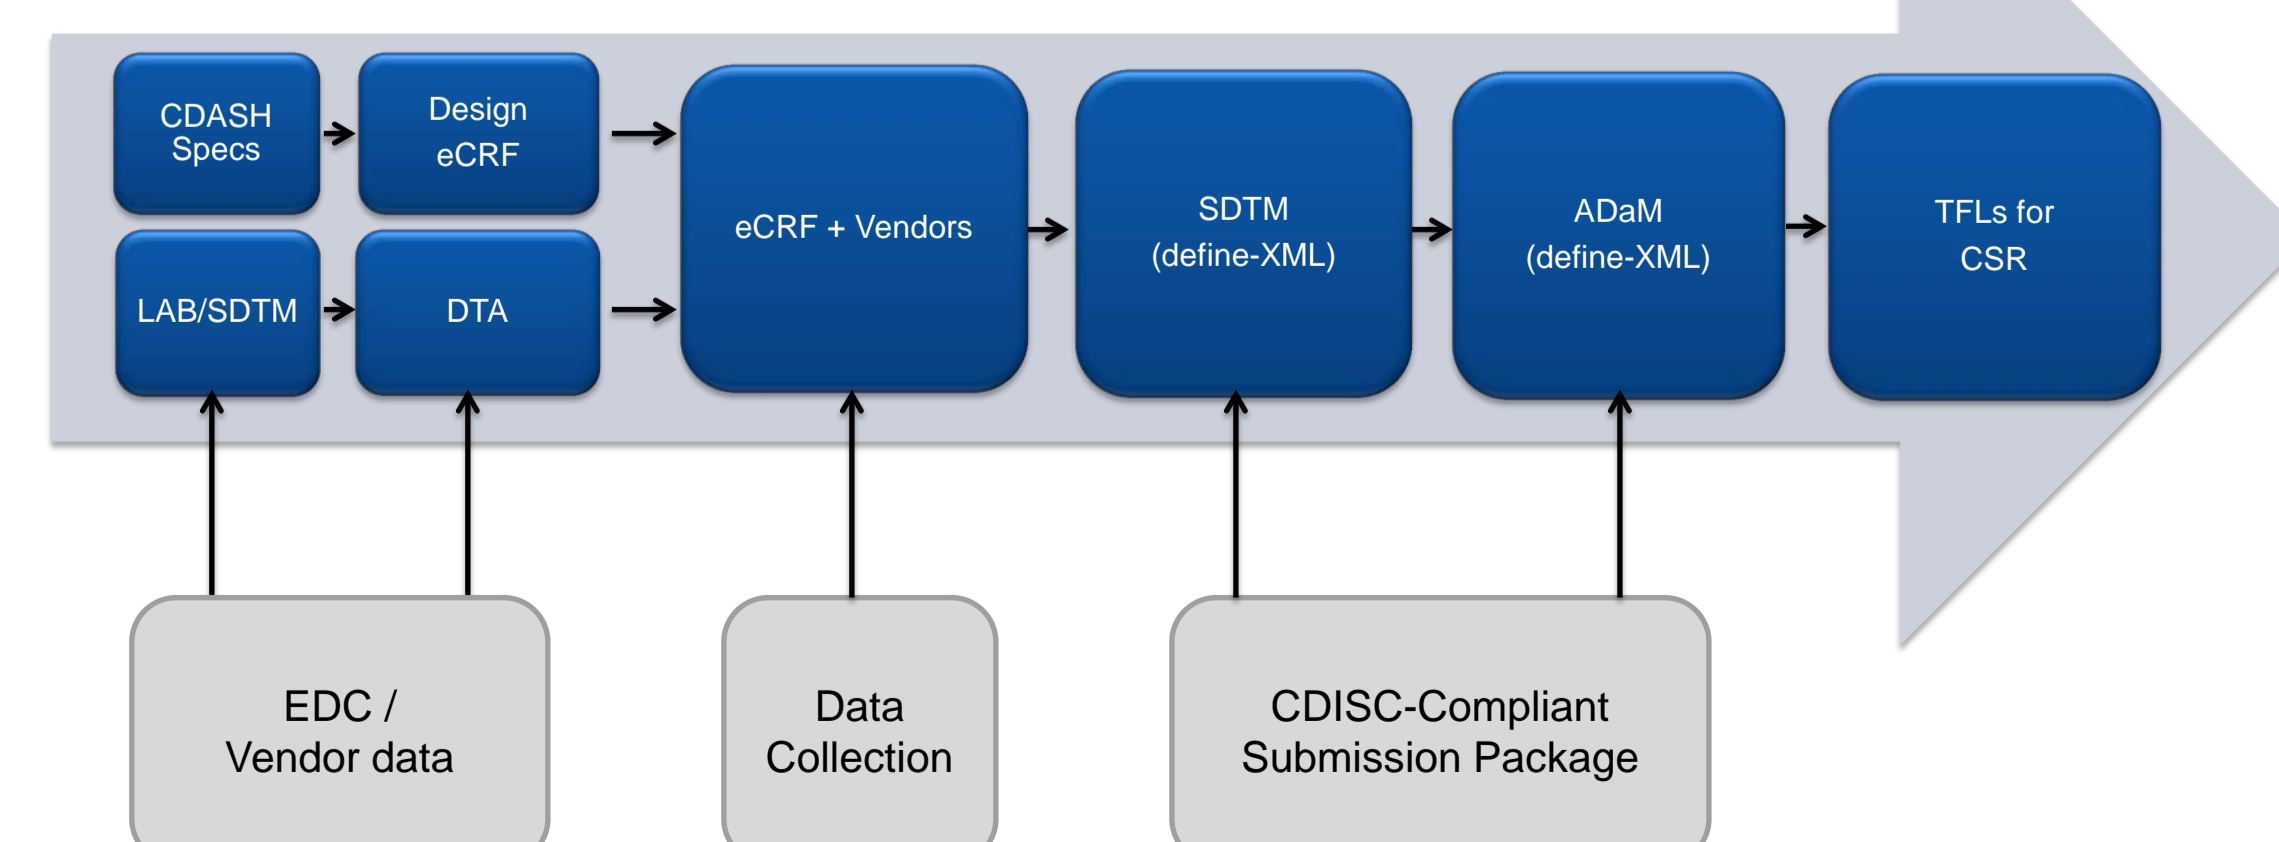 CDASH
Specs
Design
eCRF
LAB/SDTM
DTA
eCRF + Vendors
SDTM
(define-XML)
ADaM
(define-XML)
TFLs for
CSR
EDC /
Vendor data
Data
Collection
CDISC-Compliant
Submission Package